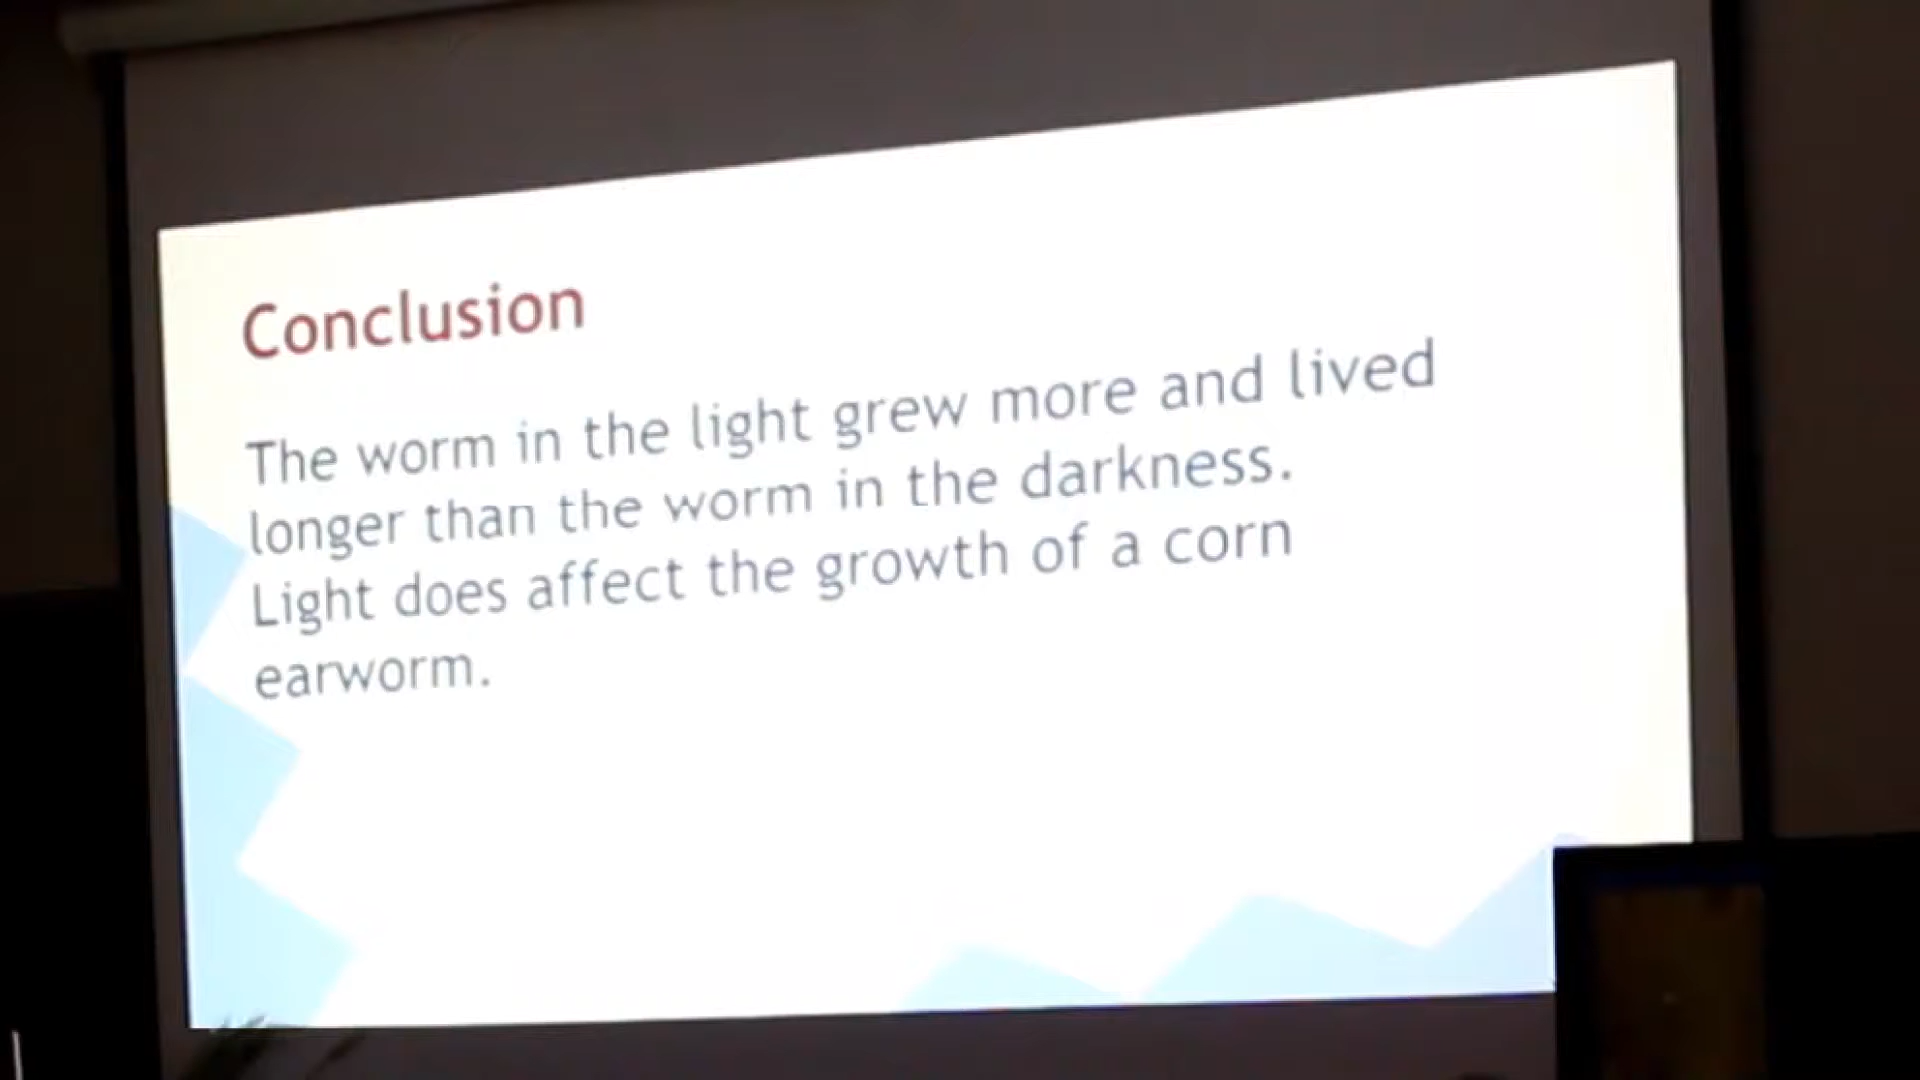 Conclusion
The worm in the light grew more and lived
longer than the worm in the darkness.
Light does affect the growth of a corn
earworm.